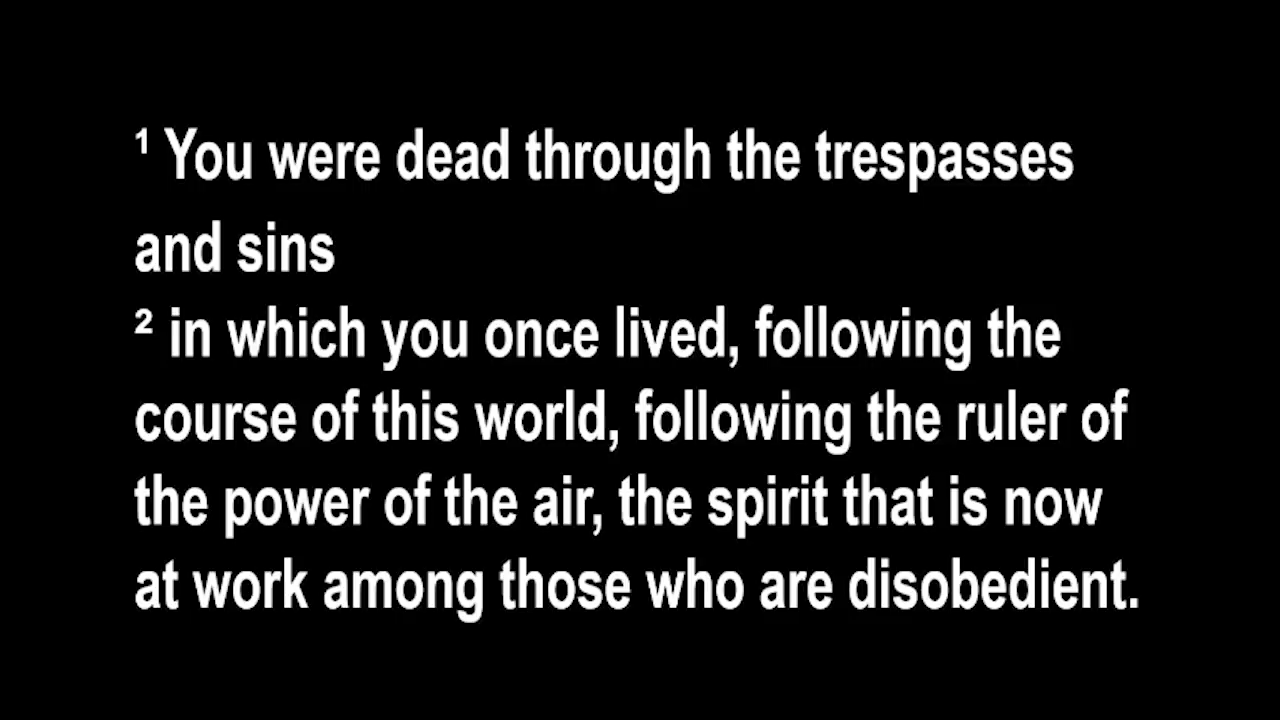 ¹ You were dead through the trespasses
and sins
² in which you once lived, following the
course of this world, following the ruler of
the power of the air, the spirit that is now
at work among those who are disobedient.